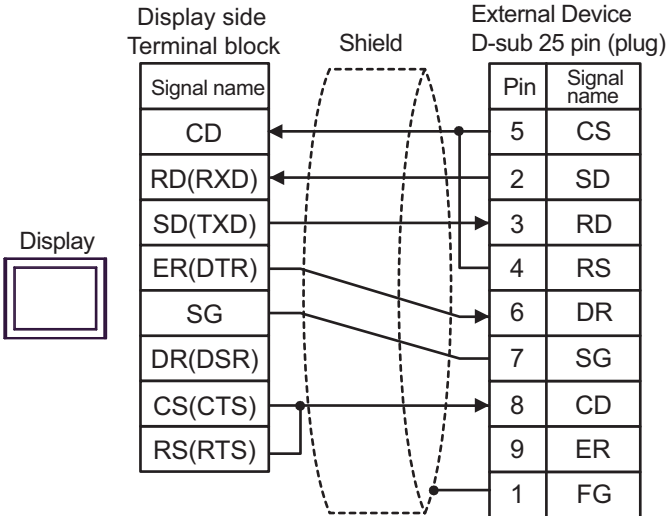 Display side
Terminal block
Shield
External Device
D-sub 25 pin (plug)
Signal name
Pin
Signal
name
CD
5
CS
RD(RXD)
2
SD
SD(TXD)
3
RD
Display
ER(DTR)
4
RS
SG
6
DR
DR(DSR)
7
SG
CS(CTS)
8
CD
RS(RTS)
9
ER
1
FG